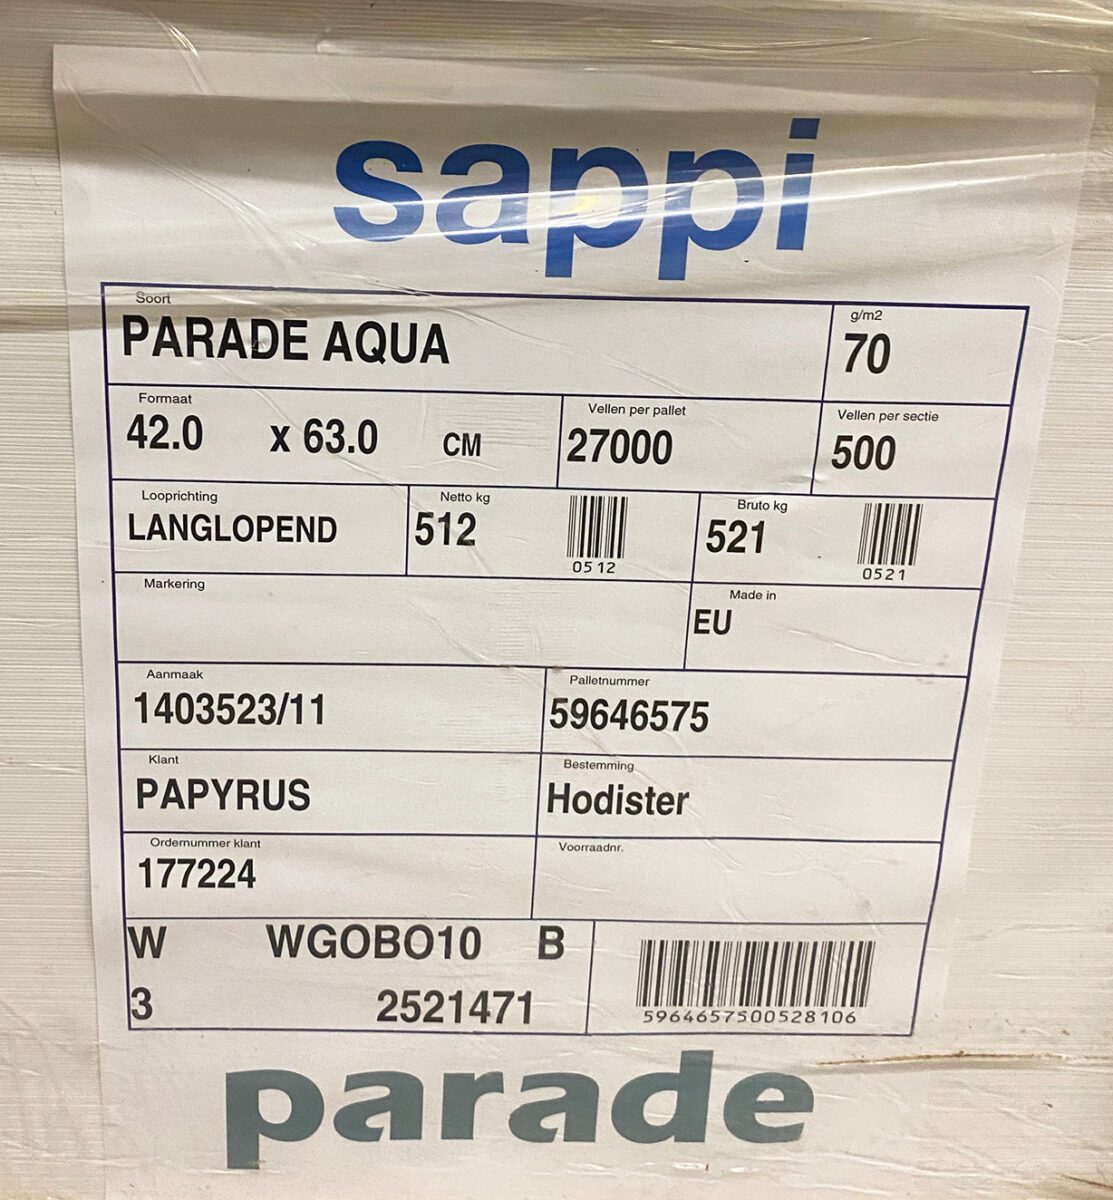 sappi
Soort
PARADE AQUA
g/m2
70
Formaat
42.0 x 63.0 CM
Vellen per pallet
27000
Vellen per sectie
500
Looprichting
LANGLOPEND
Netto kg
512
0512
Bruto kg
521
0521
Markering
Made in
EU
Aanmaak
1403523/11
Palletnummer
59646575
Klant
PAPYRUS
Bestemming
Hodister
Ordernummer klant
177224
Voorraadnr.
W WGOBO10 B
3 2521471
5964657500528106
parade